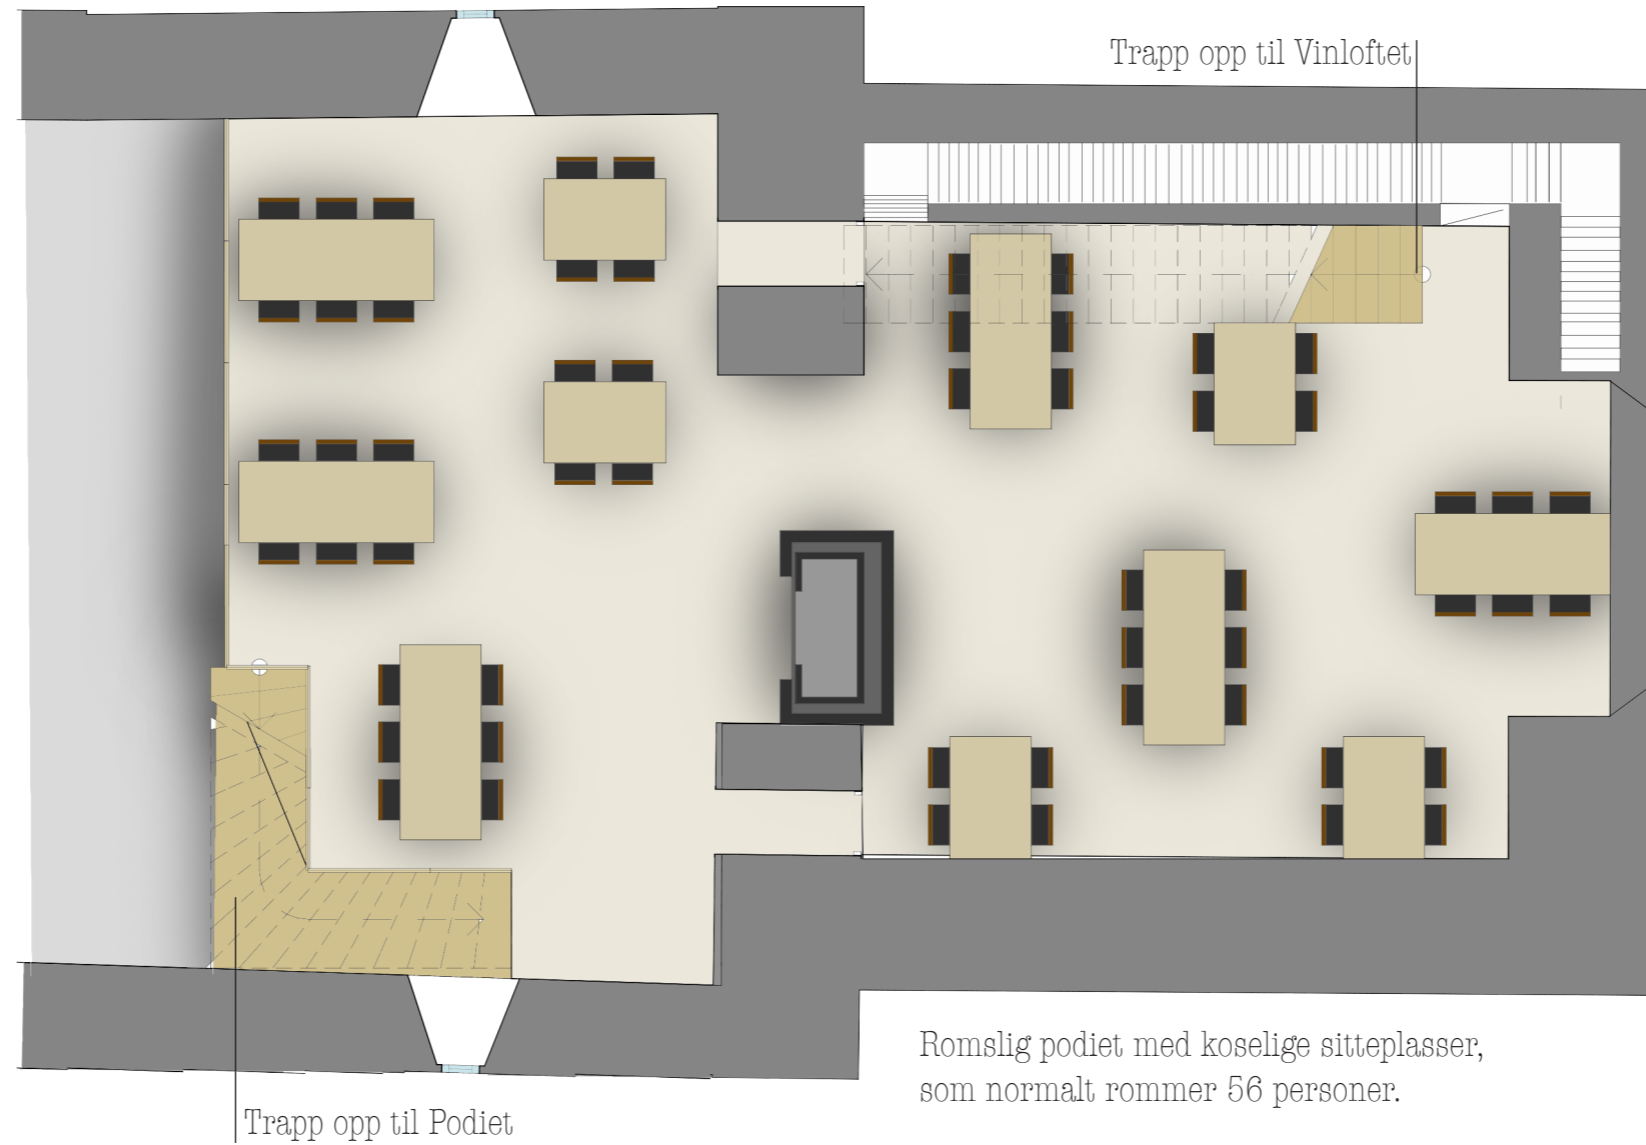 Trapp opp til Vinloftet
Romslig podiet med koselige sitteplasser,
som normalt rommer 56 personer.
Trapp opp til Podiet